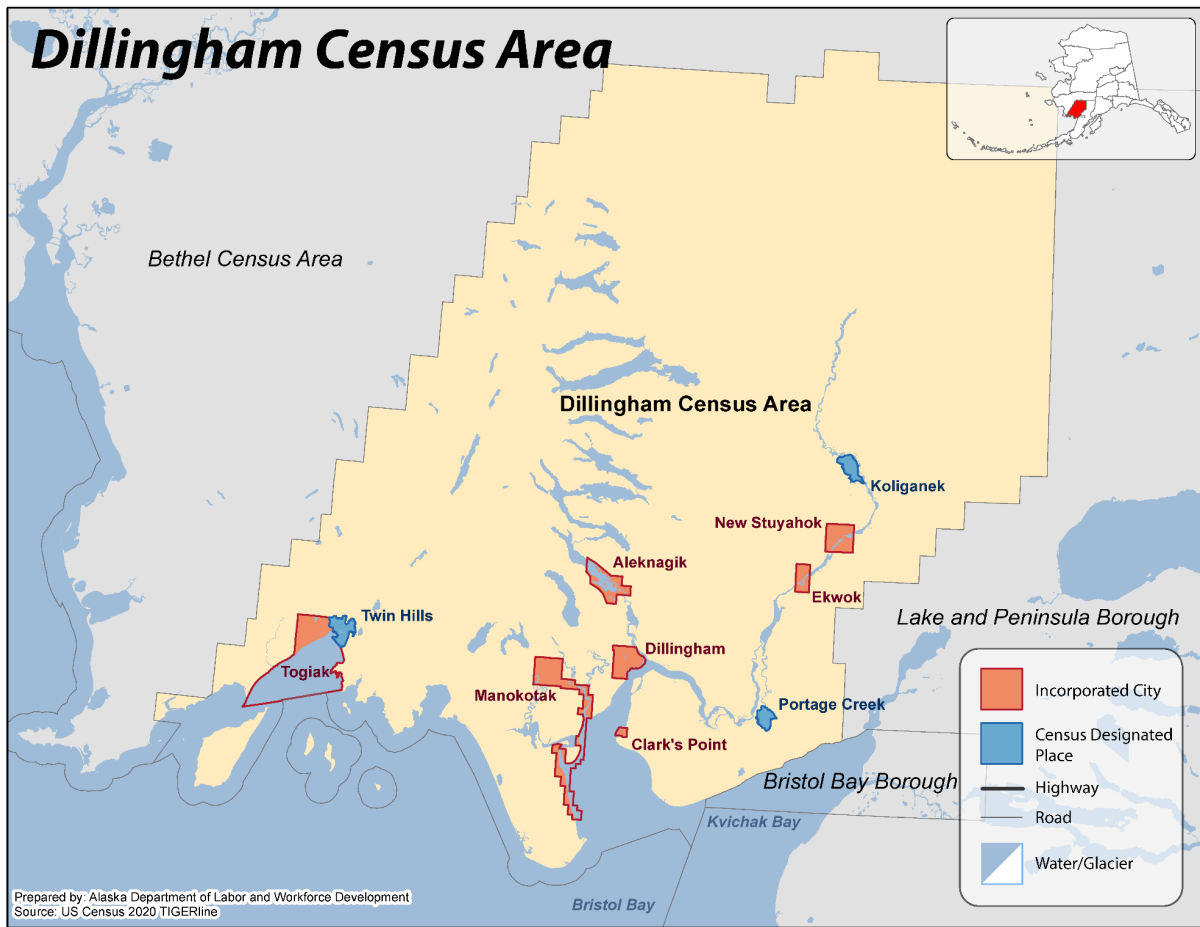 Dillingham Census Area
Bethel Census Area
Dillingham Census Area
Koliganek
New Stuyahok
Aleknagik
Ekwok
Twin Hills
Lake and Peninsula Borough
Togiak
Dillingham
Manokotak
Portage Creek
Clark's Point
Bristol Bay Borough
Kvichak Bay
Bristol Bay
Incorporated City
Census Designated
Place
Highway
Road
Water/Glacier
Prepared by: Alaska Department of Labor and Workforce Development
Source: US Census 2020 TIGERline